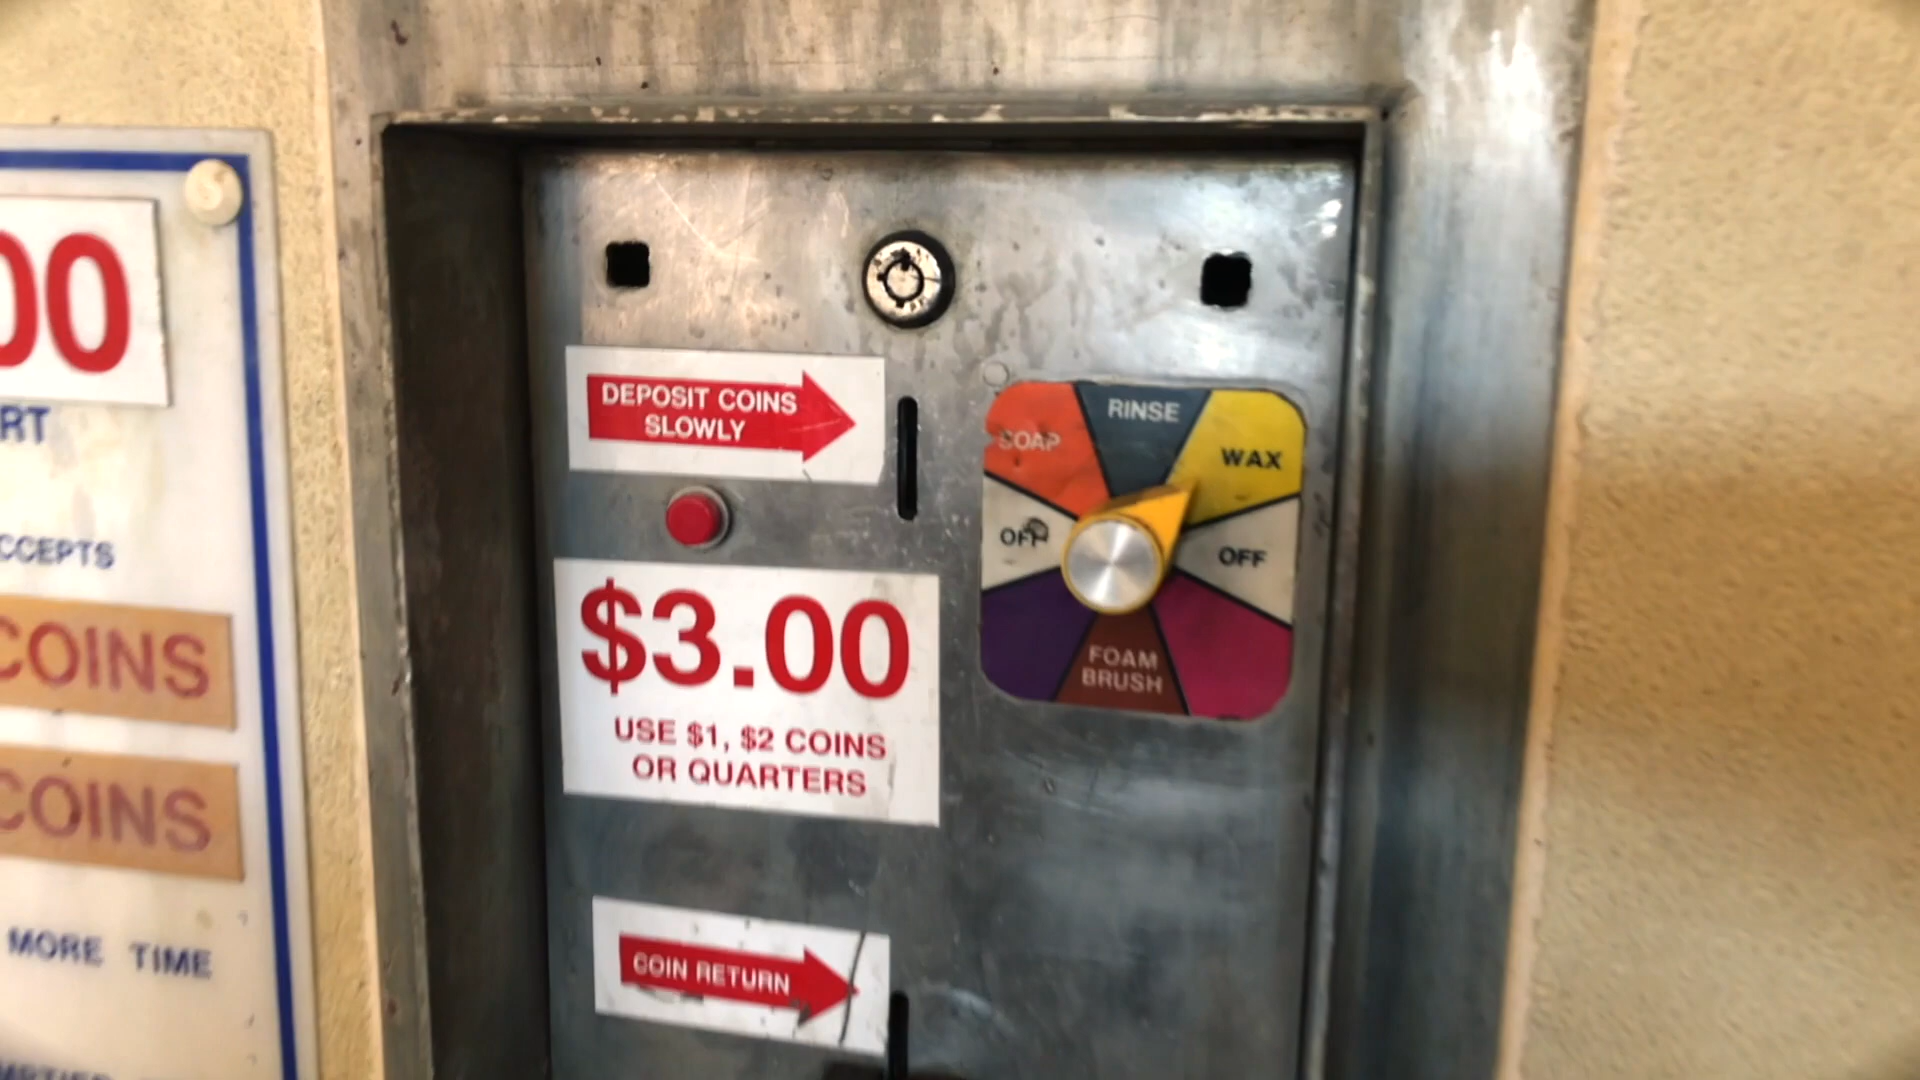 00
RT
CCEPTS
COINS
COINS
MORE TIME
DEPOSIT COINS
SLOWLY
$3.00
USE $1, $2 COINS
OR QUARTERS
COIN RETURN
SOAP
RINSE
WAX
OFF
OFF
FOAM
BRUSH